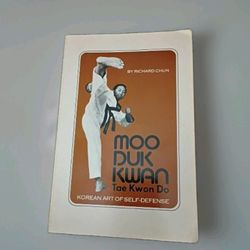 BY RICHARD CHUN
MOO
DUK
KWAN
Tae Kwon Do
KOREAN ART OF SELF-DEFENSE